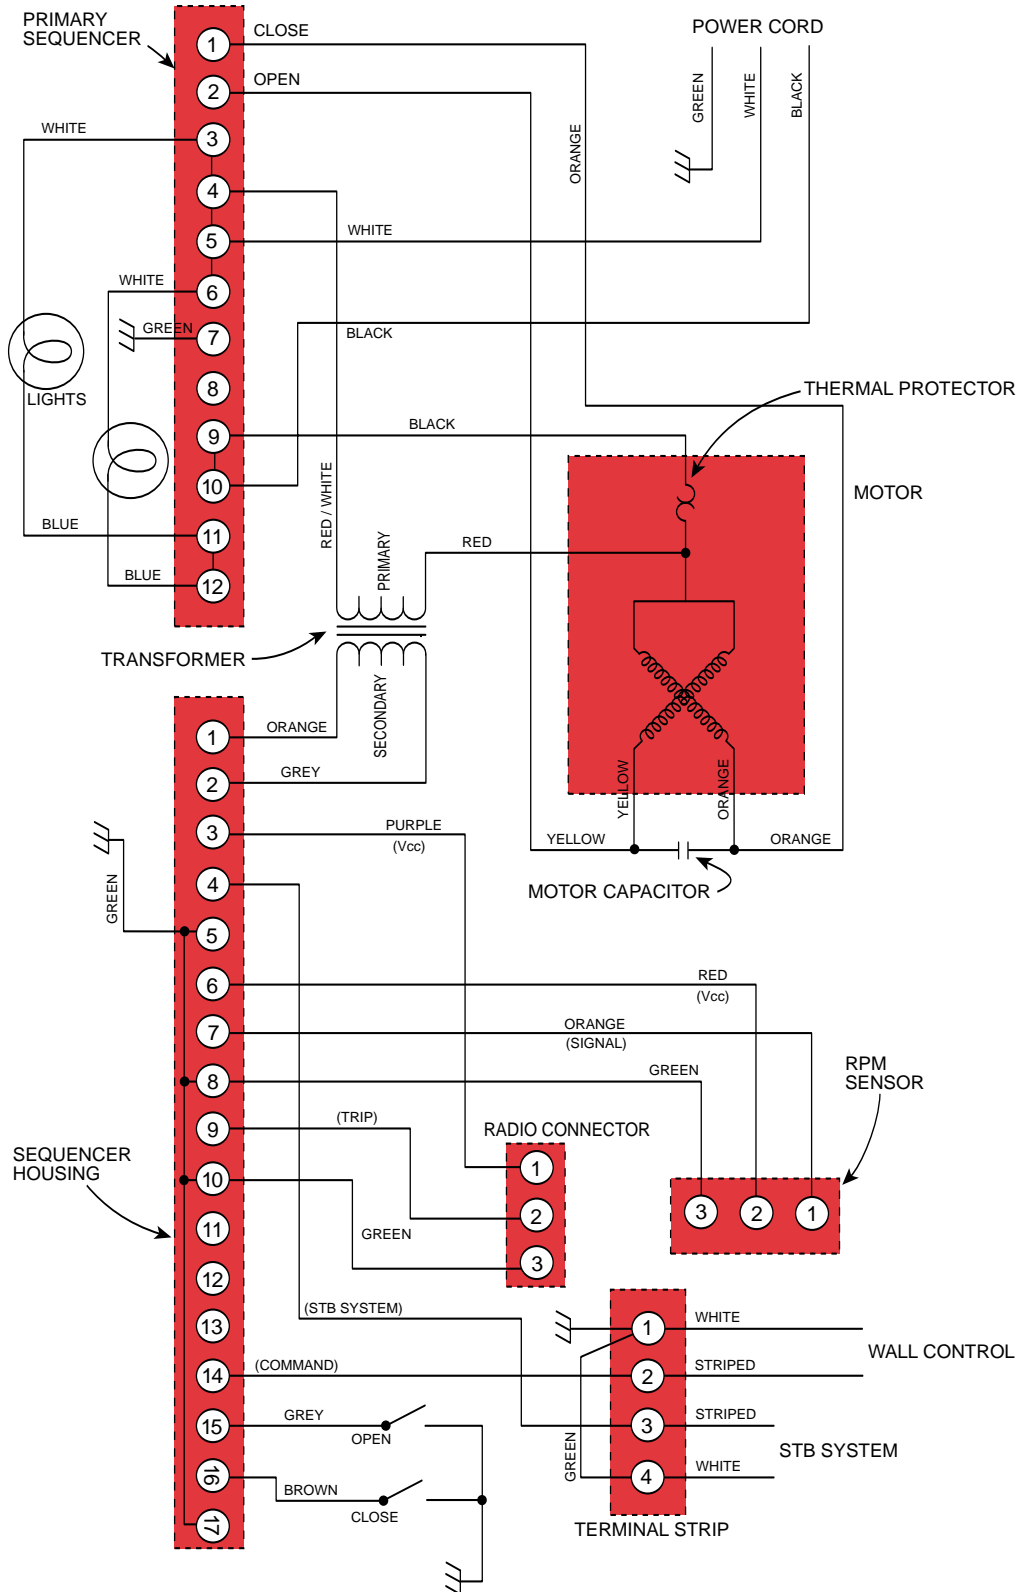 PRIMARY
SEQUENCER
1
CLOSE
2
OPEN
WHITE
3
4
5
WHITE
WHITE
6
GREEN
7
BLACK
8
LIGHTS
BLACK
9
10
BLUE
11
BLUE
12
ORANGE
POWER CORD
GREEN
WHITE
BLACK
THERMAL PROTECTOR
MOTOR
RED / WHITE
PRIMARY
RED
TRANSFORMER
SECONDARY
YELLOW
ORANGE
YELLOW
ORANGE
MOTOR CAPACITOR
1
ORANGE
2
GREY
3
PURPLE
(Vcc)
4
GREEN
5
6
RED
(Vcc)
7
ORANGE
(SIGNAL)
8
GREEN
RPM
SENSOR
9
(TRIP)
RADIO CONNECTOR
SEQUENCER
HOUSING
10
GREEN
1
2
3
3
2
1
11
12
13
(STB SYSTEM)
14
(COMMAND)
15
GREY
OPEN
16
BROWN
CLOSE
17
1
WHITE
WALL CONTROL
2
STRIPED
3
STRIPED
STB SYSTEM
GREEN
4
WHITE
TERMINAL STRIP